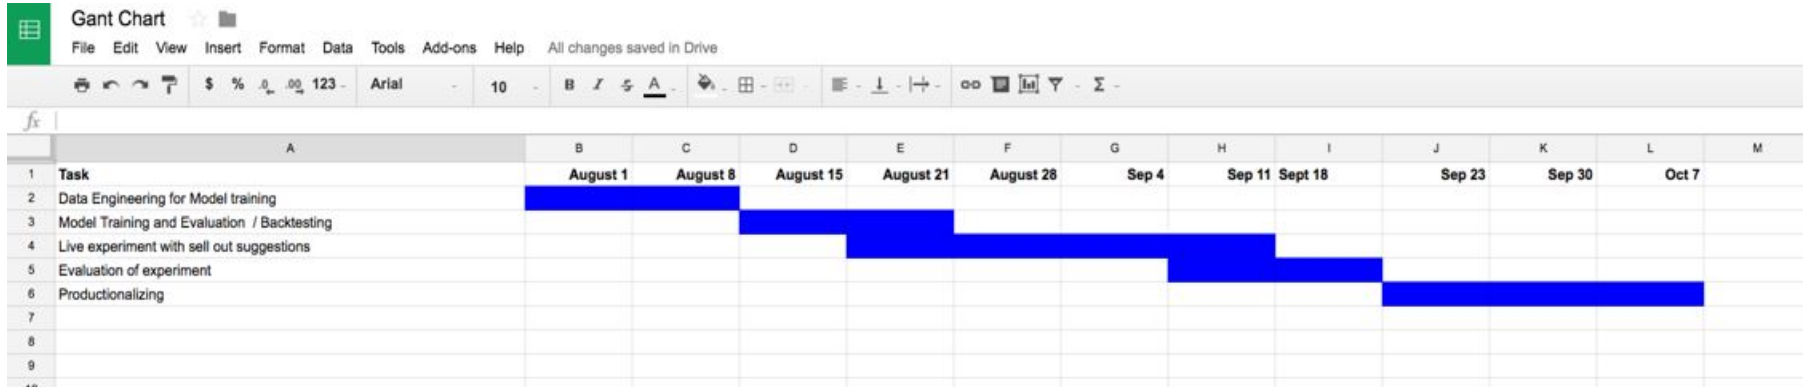 Gant Chart
File Edit View Insert Format Data Tools Add-ons Help All changes saved in Drive
$ % .0 .00 123 Arial 10 B I S A Σ
fx
A B C D E F G H I J K L M
1 Task August 1 August 8 August 15 August 21 August 28 Sep 4 Sep 11 Sept 18 Sep 23 Sep 30 Oct 7
2 Data Engineering for Model training
3 Model Training and Evaluation / Backtesting
4 Live experiment with sell out suggestions
5 Evaluation of experiment
6 Productionalizing
7
8
9